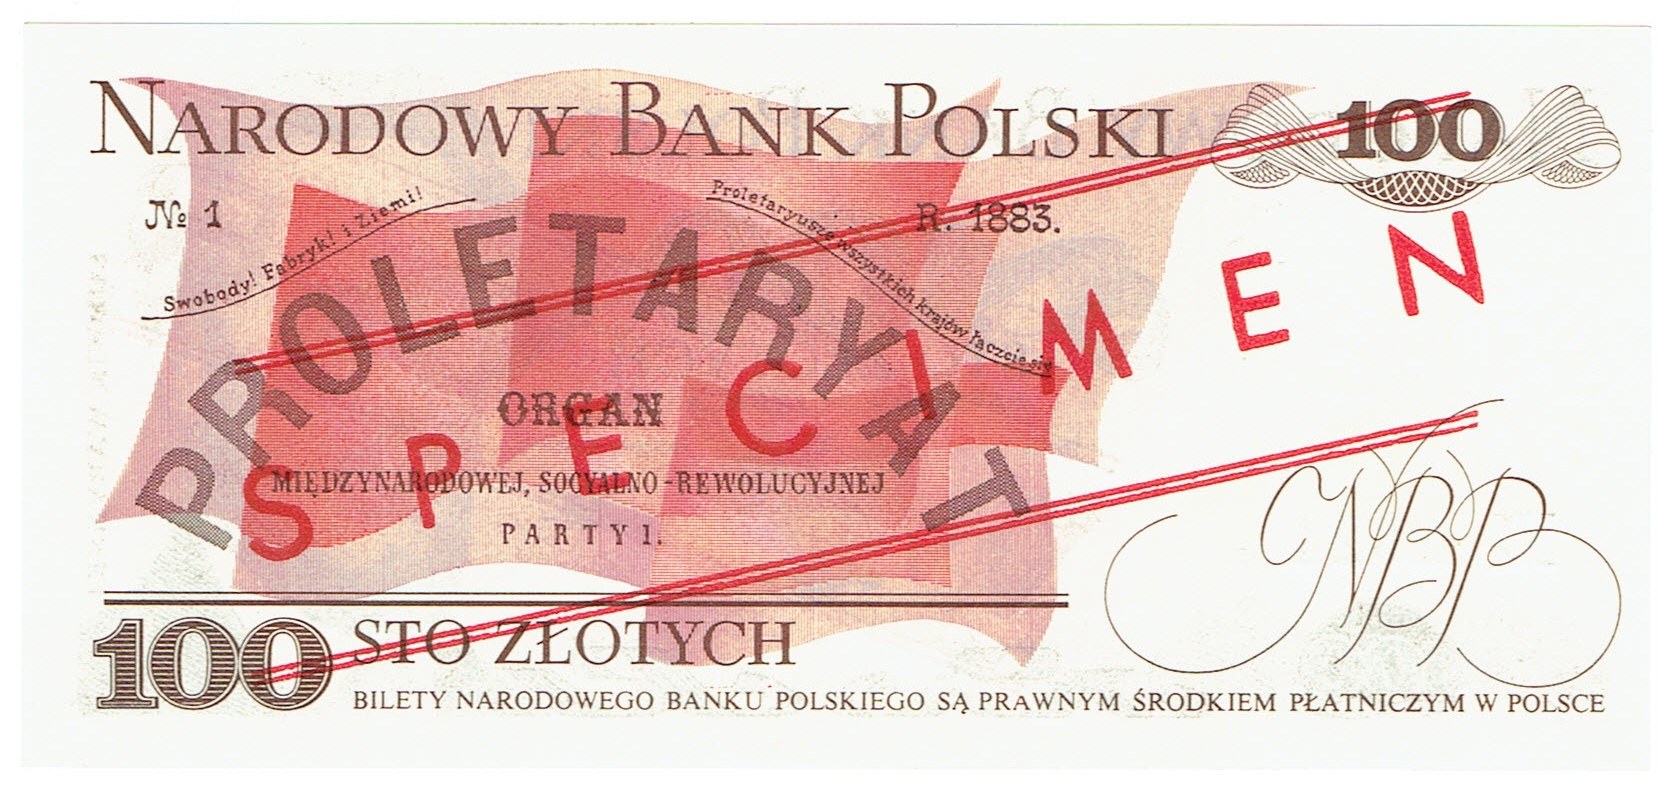 NARODOWY BANK POLSKI
100
№ 1
R. 1883.
Swobody! Fabryk! i Ziemi!
Proletaryusze wszystkich krajów łączcie się
PROLETARYAT
ORGAN
MIĘDZYNARODOWEJ, SOCYALNO-REWOLUCYJNEJ
PARTYI.
SPECIMEN
NBP
100 STO ZŁOTYCH
BILETY NARODOWEGO BANKU POLSKIEGO SĄ PRAWNYM ŚRODKIEM PŁATNICZYM W POLSCE